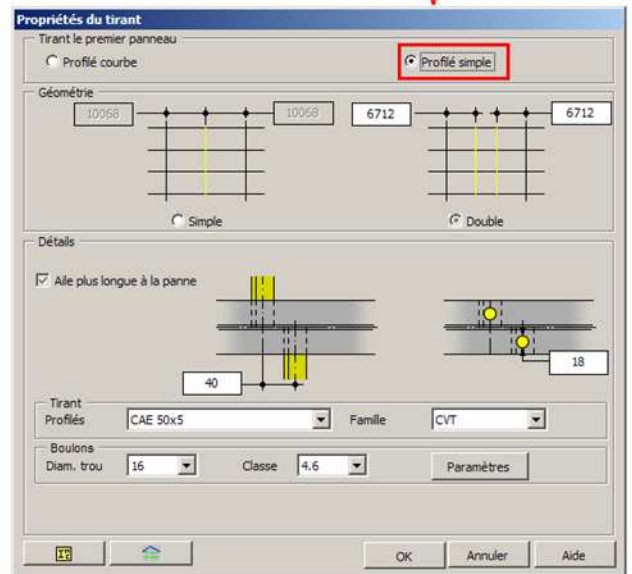 Propriétés du tirant
Tirant le premier panneau
Profilé courbe
Profilé simple
Géométrie
10068
10068
6712
6712
Simple
Double
Détails
Aile plus longue à la panne
40
18
Tirant
Profilés
CAE 50x5
Famille
CVT
Boulons
Diam. trou
16
Classe
4.6
Paramètres
OK
Annuler
Aide